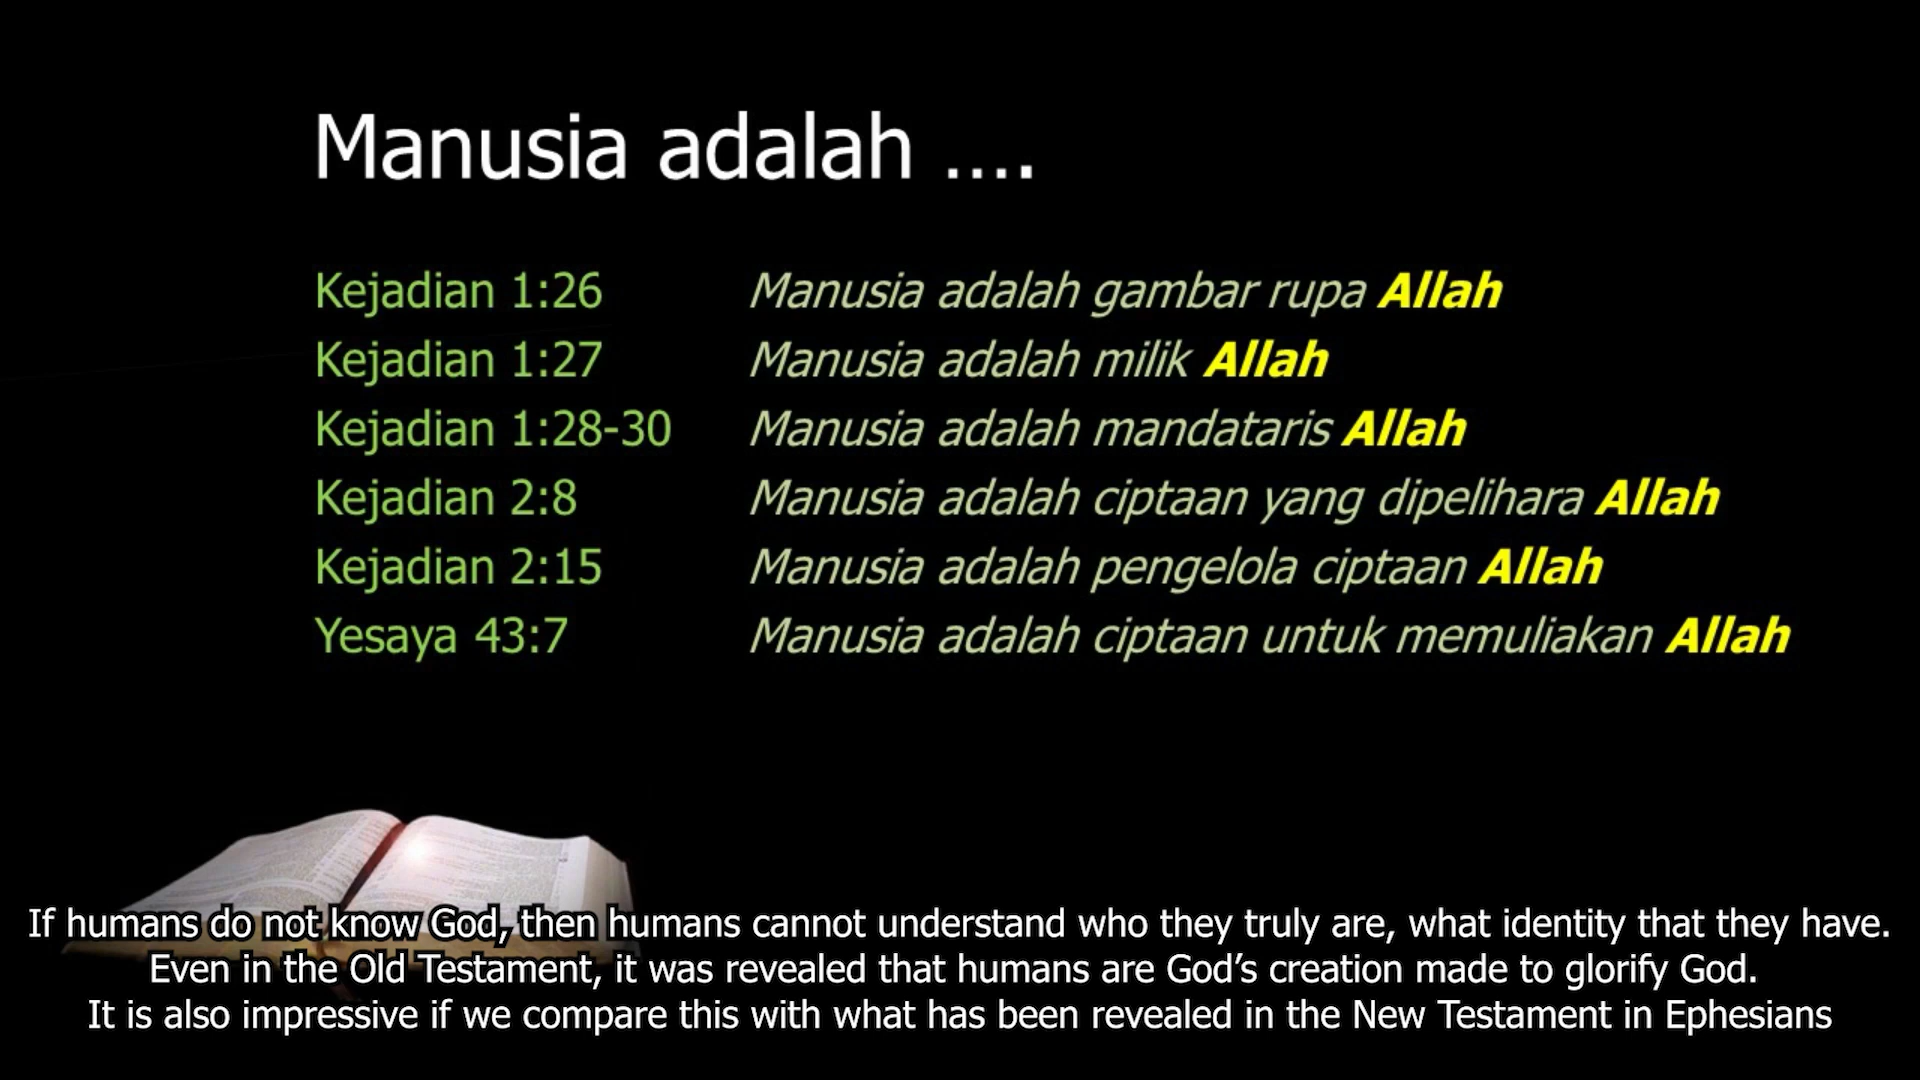 Manusia adalah ....
Kejadian 1:26 Manusia adalah gambar rupa Allah
Kejadian 1:27 Manusia adalah milik Allah
Kejadian 1:28-30 Manusia adalah mandataris Allah
Kejadian 2:8 Manusia adalah ciptaan yang dipelihara Allah
Kejadian 2:15 Manusia adalah pengelola ciptaan Allah
Yesaya 43:7 Manusia adalah ciptaan untuk memuliakan Allah
If humans do not know God, then humans cannot understand who they truly are, what identity that they have.
Even in the Old Testament, it was revealed that humans are God’s creation made to glorify God.
It is also impressive if we compare this with what has been revealed in the New Testament in Ephesians